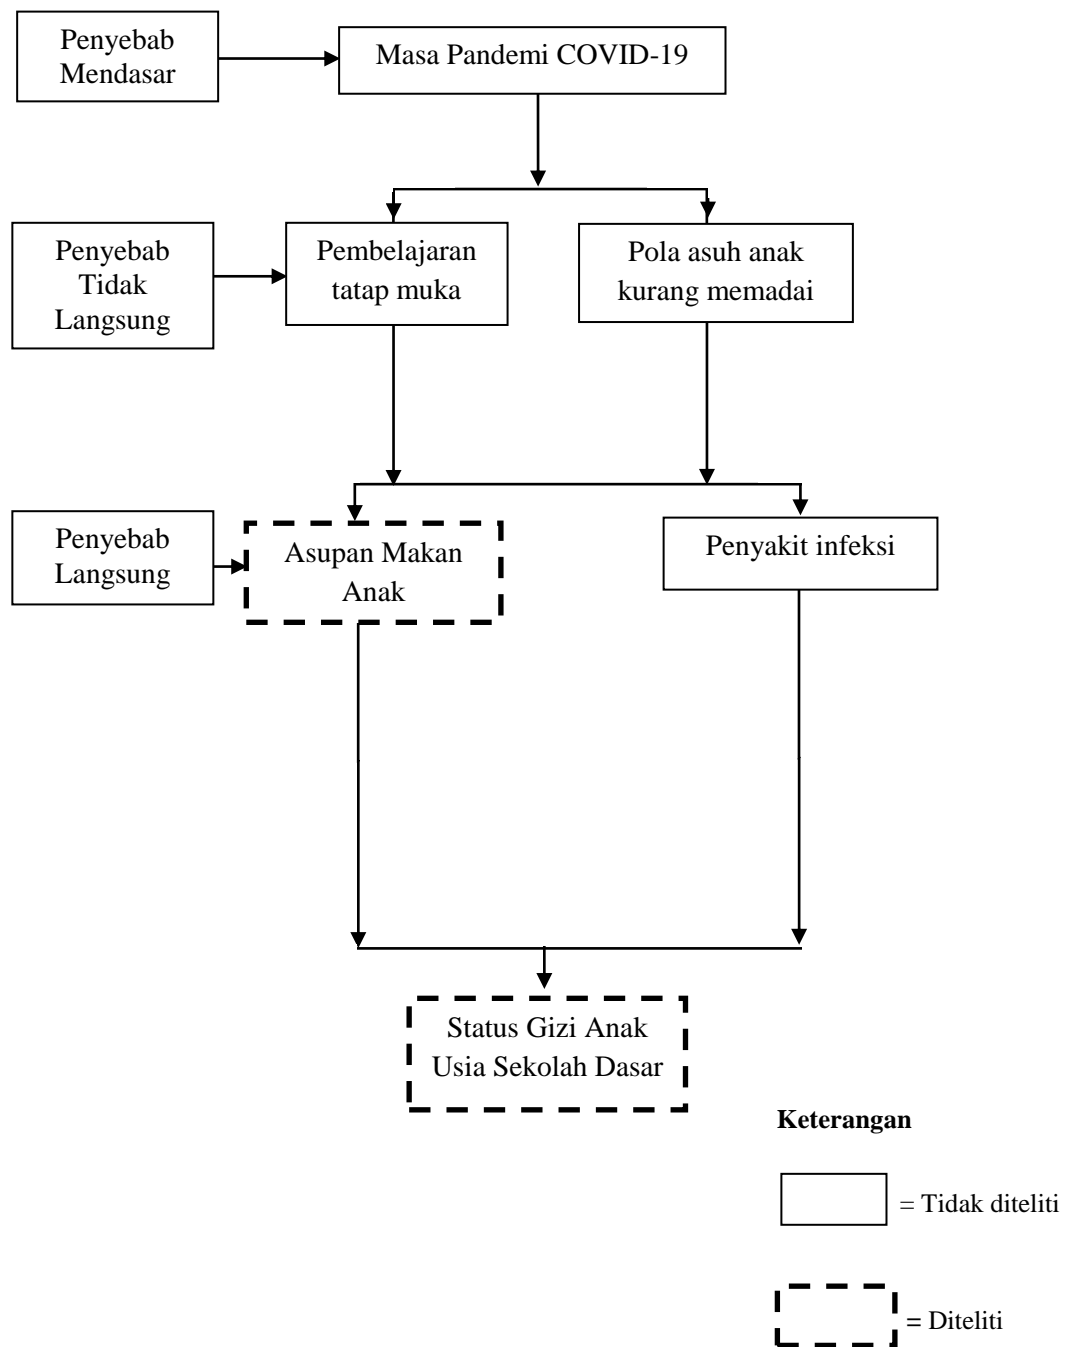 Penyebab
Mendasar
Masa Pandemi COVID-19
Penyebab
Tidak
Langsung
Pembelajaran
tatap muka
Pola asuh anak
kurang memadai
Penyebab
Langsung
Asupan Makan
Anak
Penyakit infeksi
Status Gizi Anak
Usia Sekolah Dasar
Keterangan
= Tidak diteliti
= Diteliti